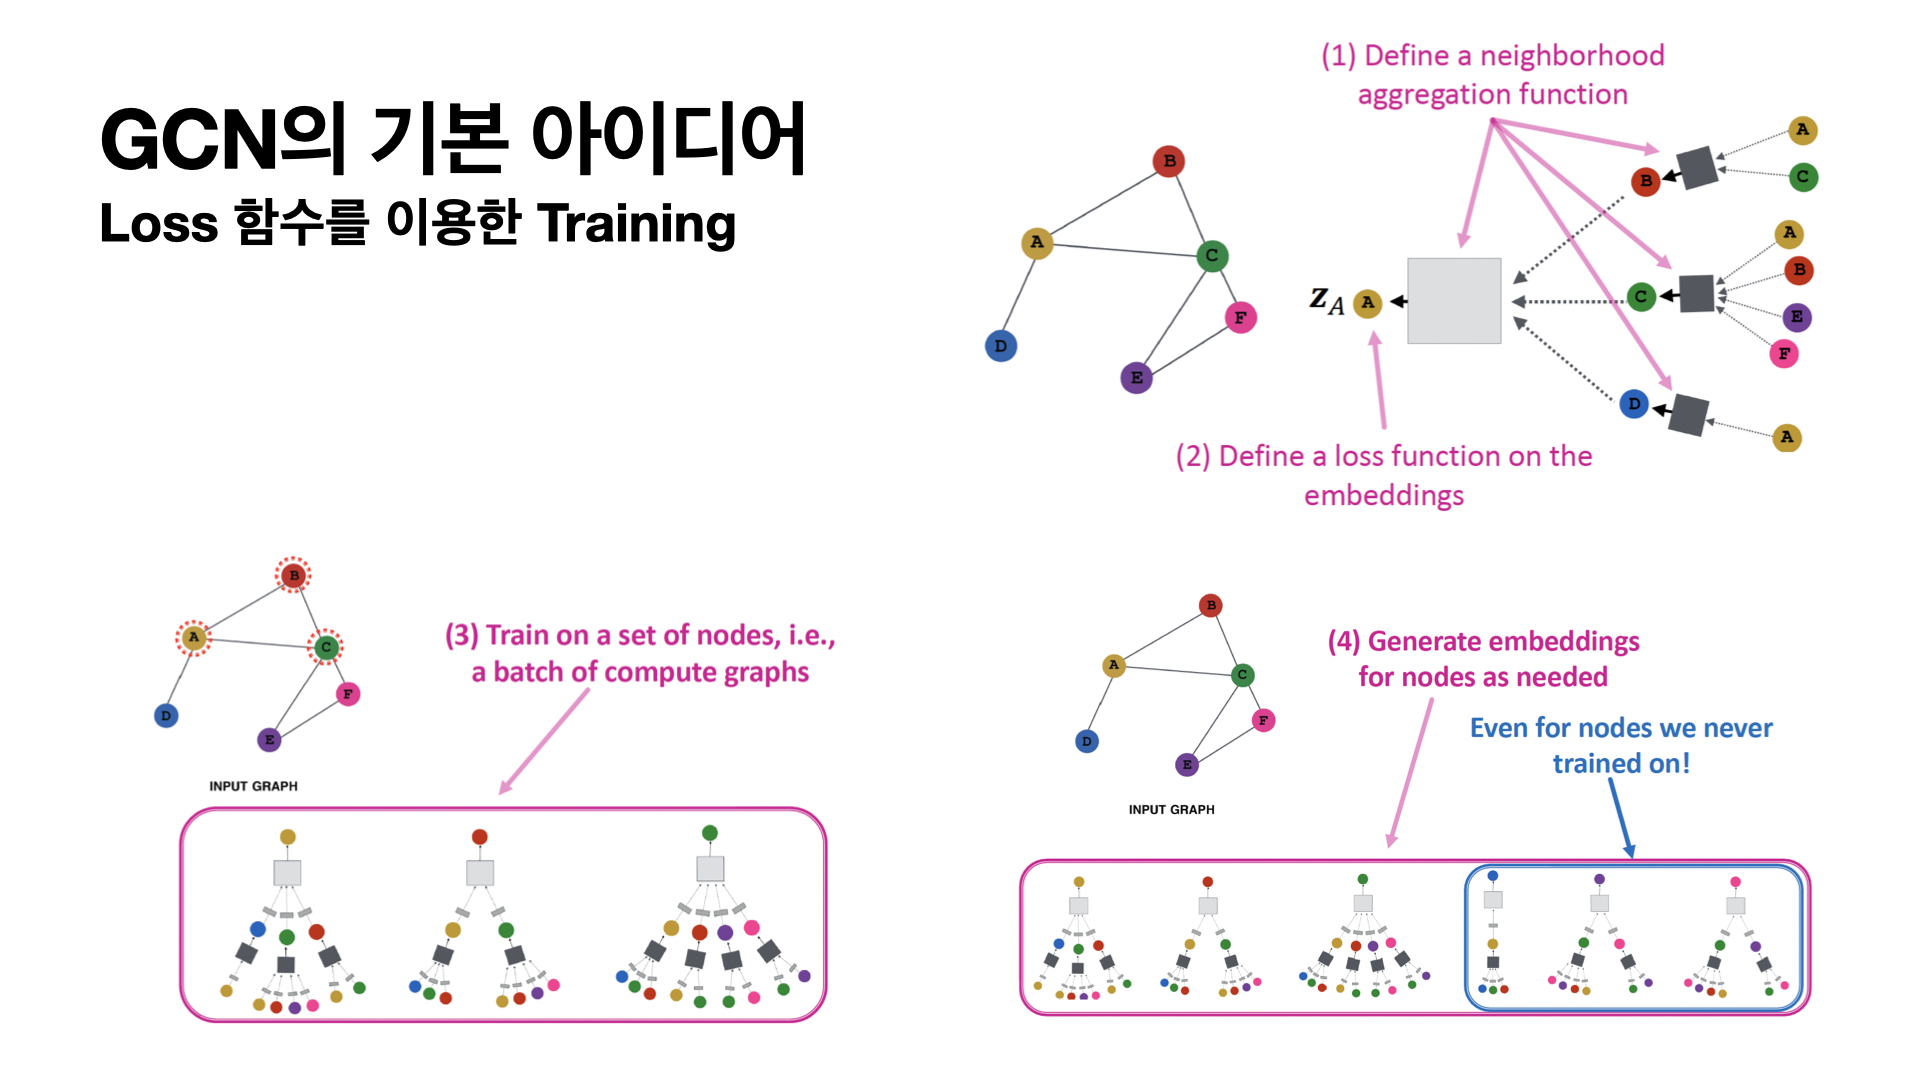 GCN의 기본 아이디어
Loss 함수를 이용한 Training
(1) Define a neighborhood
aggregation function
B
A
C
F
D
E
A
C
B
A
B
C
E
F
D
A
z_A A
(2) Define a loss function on the
embeddings
B
A
C
F
D
E
INPUT GRAPH
(3) Train on a set of nodes, i.e.,
a batch of compute graphs
B
A
C
F
D
E
INPUT GRAPH
(4) Generate embeddings
for nodes as needed
Even for nodes we never
trained on!